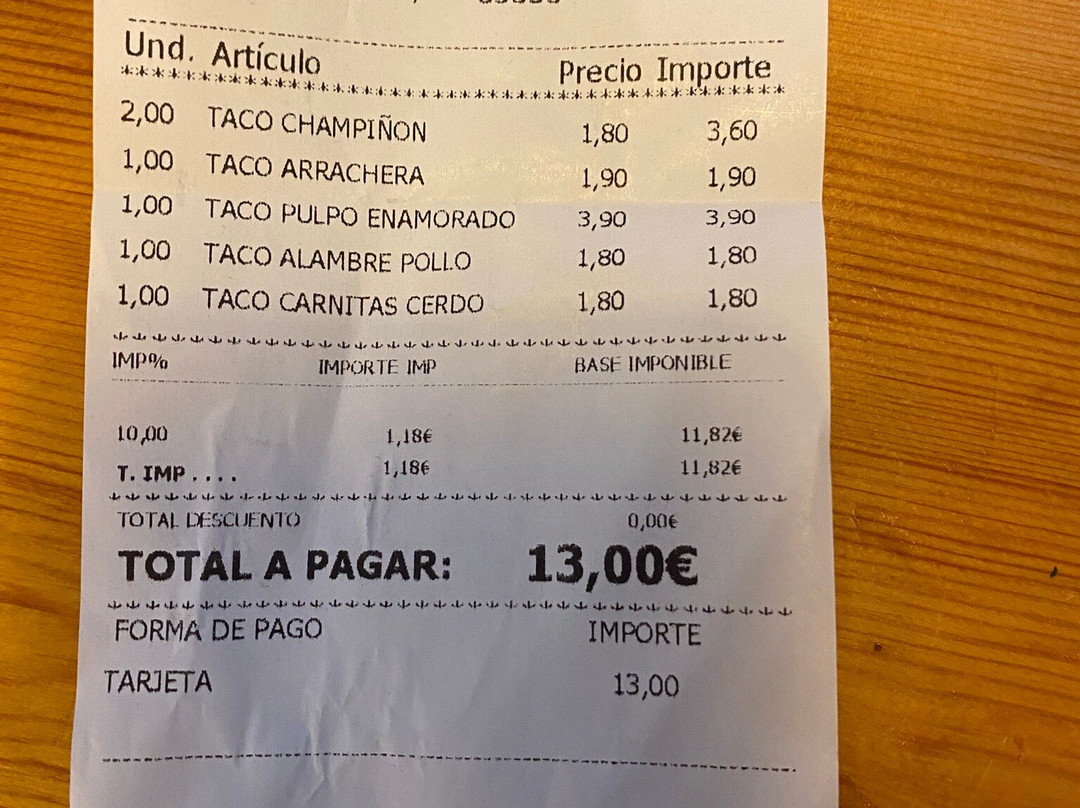 Und. Artículo Precio Importe
2,00 TACO CHAMPIÑON 1,80 3,60
1,00 TACO ARRACHERA 1,90 1,90
1,00 TACO PULPO ENAMORADO 3,90 3,90
1,00 TACO ALAMBRE POLLO 1,80 1,80
1,00 TACO CARNITAS CERDO 1,80 1,80
IMP% IMPORTE IMP BASE IMPONIBLE
10,00 1,18€ 11,82€
T. IMP . . . . 1,18€ 11,82€
TOTAL DESCUENTO 0,00€
TOTAL A PAGAR: 13,00€
FORMA DE PAGO IMPORTE
TARJETA 13,00